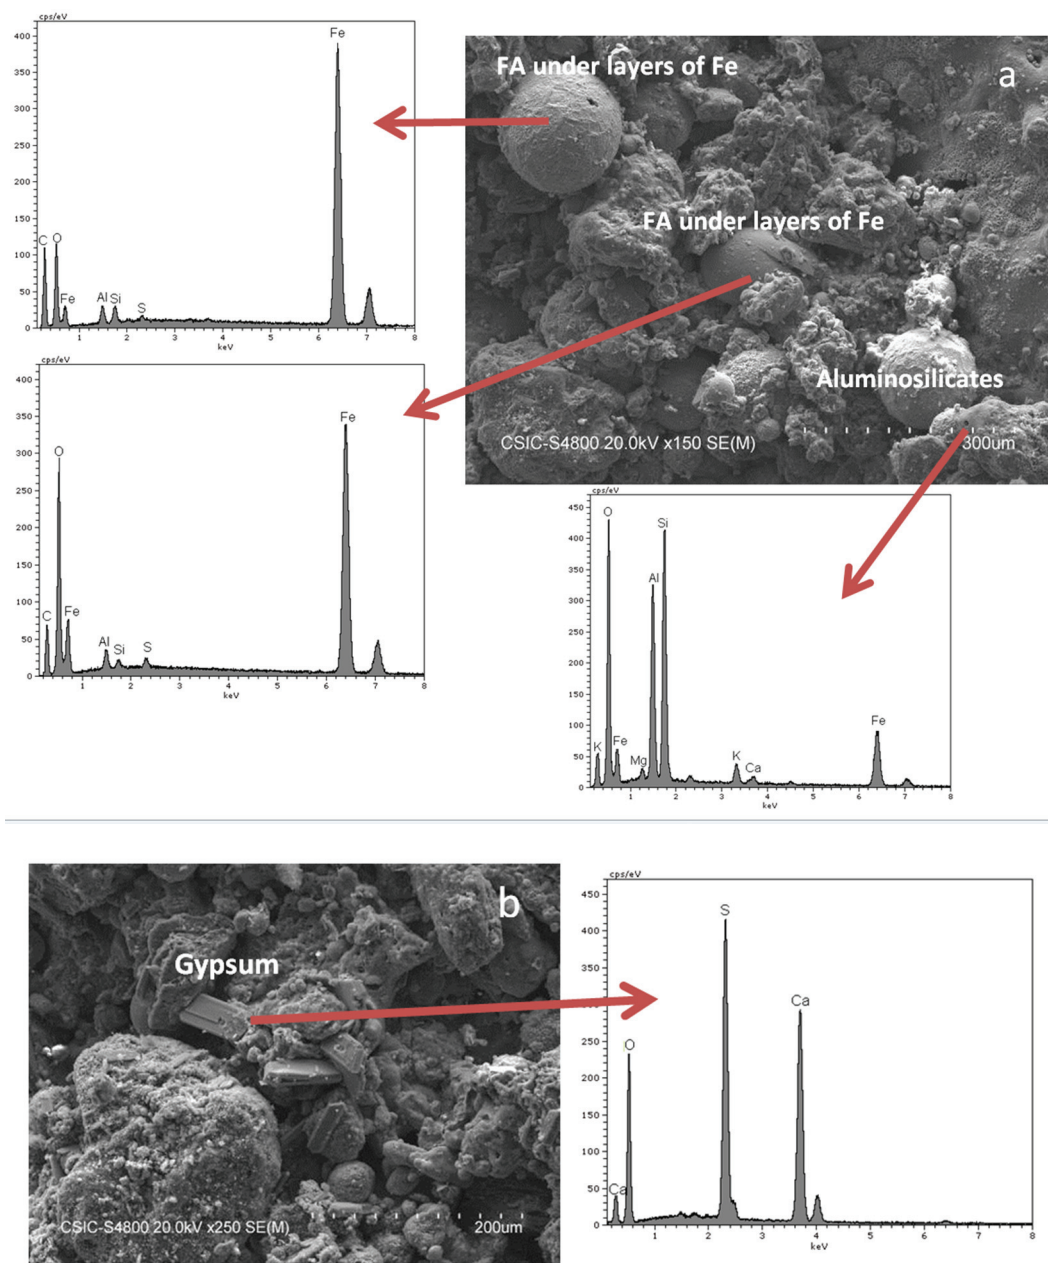 cps/eV
400
350
300
250
200
150
100
50
0
C
O
Fe
Al
Si
S
Fe
1
2
3
4
5
6
7
8
keV
FA under layers of Fe
a
FA under layers of Fe
Aluminosilicates
CSIC-S4800 20.0kV x150 SE(M)
300um
cps/eV
400
350
300
250
200
150
100
50
0
C
O
Fe
Al
Si
S
Fe
1
2
3
4
5
6
7
8
keV
cps/eV
450
400
350
300
250
200
150
100
50
0
K
O
Fe
Mg
Al
Si
K
Ca
Fe
1
2
3
4
5
6
7
8
keV
b
Gypsum
CSIC-S4800 20.0kV x250 SE(M)
200um
cps/eV
450
400
350
300
250
200
150
100
50
0
Ca
O
S
Ca
1
2
3
4
5
6
7
8
keV